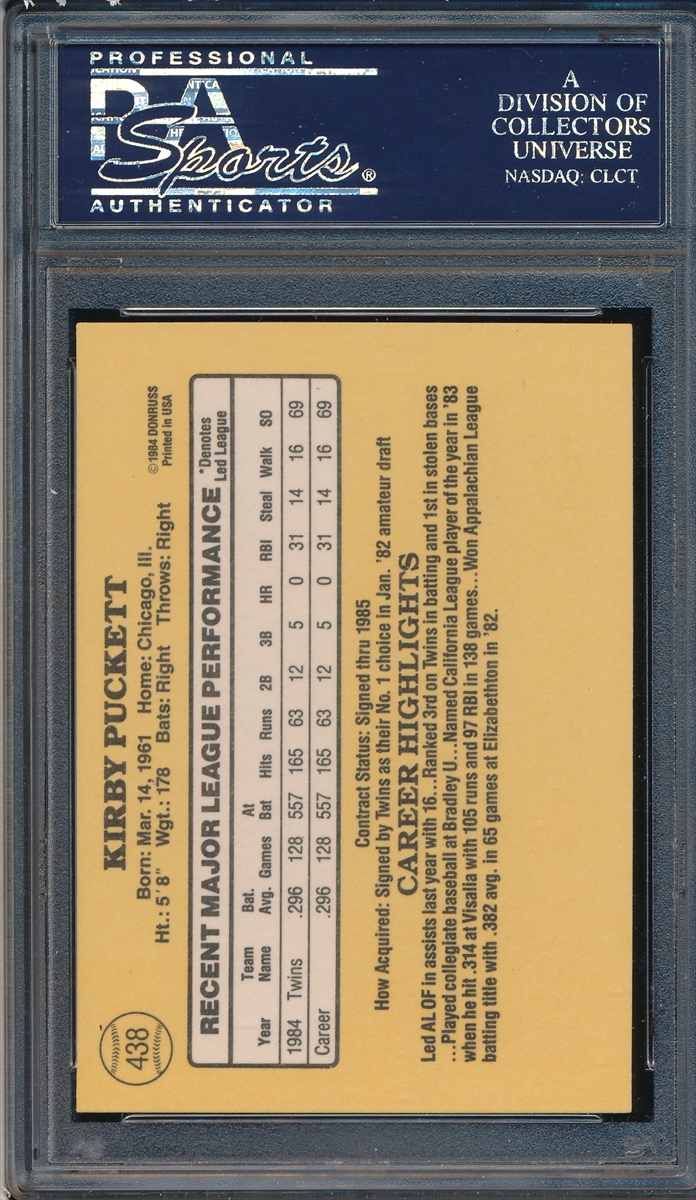 PROFESSIONAL
PSA
Sports®
AUTHENTICATOR
A
DIVISION OF
COLLECTORS
UNIVERSE
NASDAQ: CLCT
438
KIRBY PUCKETT
©1984 DONRUSS
Printed in USA
Born: Mar. 14, 1961 Home: Chicago, Ill.
Ht.: 5'8" Wgt.: 178 Bats: Right Throws: Right
RECENT MAJOR LEAGUE PERFORMANCE
*Denotes
Led League
Year Team Name Bat. Avg. Games At Bat Hits Runs 2B 3B HR RBI Steal Walk SO
1984 Twins .296 128 557 165 63 12 5 0 31 14 16 69
Career .296 128 557 165 63 12 5 0 31 14 16 69
Contract Status: Signed thru 1985
How Acquired: Signed by Twins as their No. 1 choice in Jan. '82 amateur draft
CAREER HIGHLIGHTS
Led AL OF in assists last year with 16...Ranked 3rd on Twins in batting and 1st in stolen bases
...Played collegiate baseball at Bradley U...Named California League player of the year in '83
when he hit .314 at Visalia with 105 runs and 97 RBI in 138 games...Won Appalachian League
batting title with .382 avg. in 65 games at Elizabethton in '82.